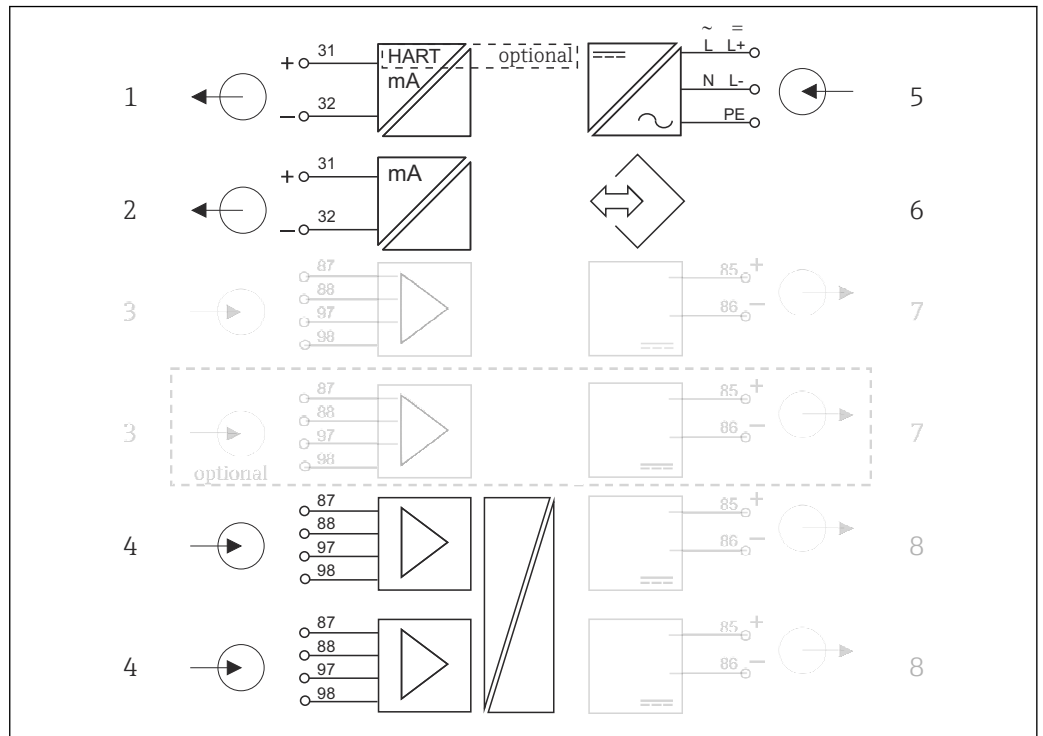 ~ =
+ 31 HART optional L L+
1 mA N L- 5
− 32 PE
+ 31 mA
2 6
− 32
87 85 +
88
3 97 86 − 7
98
87 85 +
88
3 97 86 − 7
optional 98
87 85 +
88
4 97 86 − 8
98
87 85 +
88
4 97 86 − 8
98